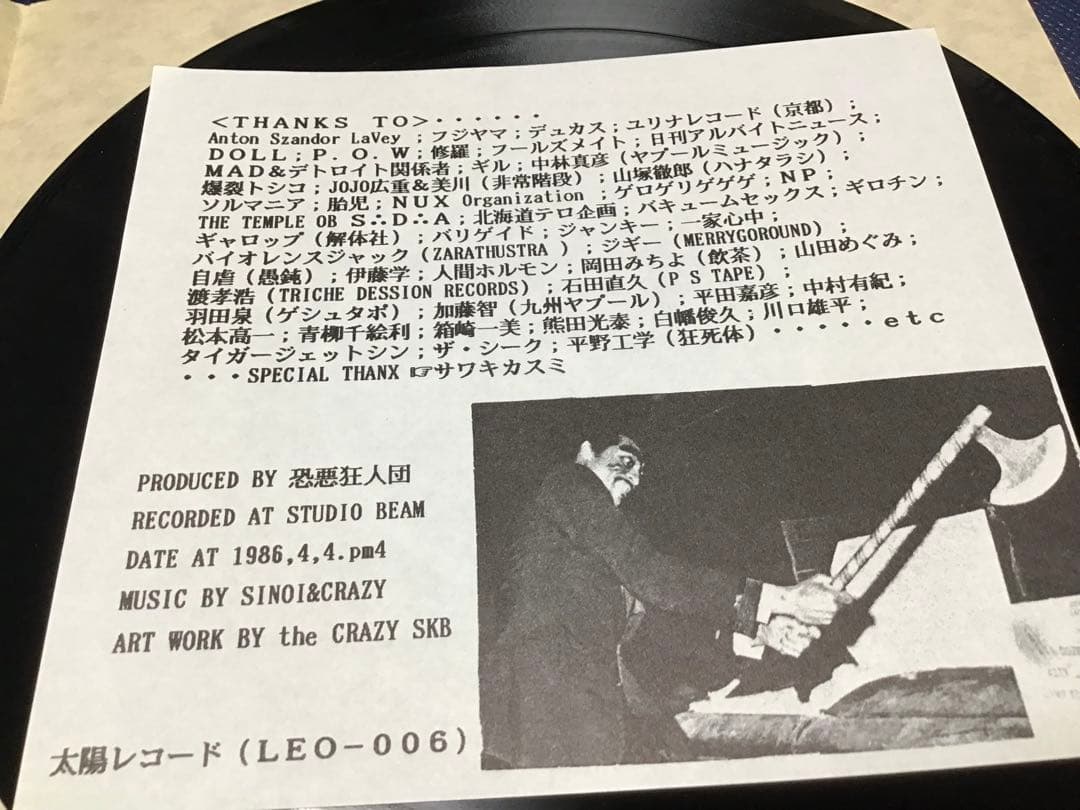 <THANKS TO>・・・・・・
Anton Szandor LaVey ; フジヤマ ; デュカス ; ユリナレコード (京都) ;
DOLL ; P.O.W ; 修羅 ; フールズメイト ; 日刊アルバイトニュース ;
MAD&デトロイト関係者 ; ギル ; 中林真彦 (ヤプールミュージック) ;
爆裂トシコ ; JOJO広重&美川 (非常階段) ; 山塚徹郎 (ハナタラシ) ;
ソルマニア ; 胎児 ; NUX Organization ; ゲロゲリゲゲゲ ; NP ;
THE TEMPLE OB S∴D∴A ; 北海道テロ企画 ; バキュームセックス ; ギロチン ;
ギャロップ (解体社) ; バリゲイド ; ジャンキー ; 一家心中 ;
バイオレンスジャック (ZARATHUSTRA ) ; ジギー (MERRYGOROUND) ;
自虐 (愚鈍) ; 伊藤学 ; 人間ホルモン ; 岡田みちよ (飲茶) ; 山田めぐみ ;
渡孝浩 (TRICHE DESSION RECORDS) ; 石田直久 (P S TAPE) ;
羽田泉 (ゲシュタポ) ; 加藤智 (九州ヤプール) ; 平田嘉彦 ; 中村有紀 ;
松本高一 ; 青柳千絵利 ; 箱崎一美 ; 熊田光泰 ; 白幡俊久 ; 川口雄平 ;
タイガージェットシン ; ザ・シーク ; 平野工学 (狂死体) ・・・・・etc
・・・SPECIAL THANX ☞サワキカスミ
PRODUCED BY 恐悪狂人団
RECORDED AT STUDIO BEAM
DATE AT 1986,4,4.pm4
MUSIC BY SINOI&CRAZY
ART WORK BY the CRAZY SKB
太陽レコード (LEO-006)